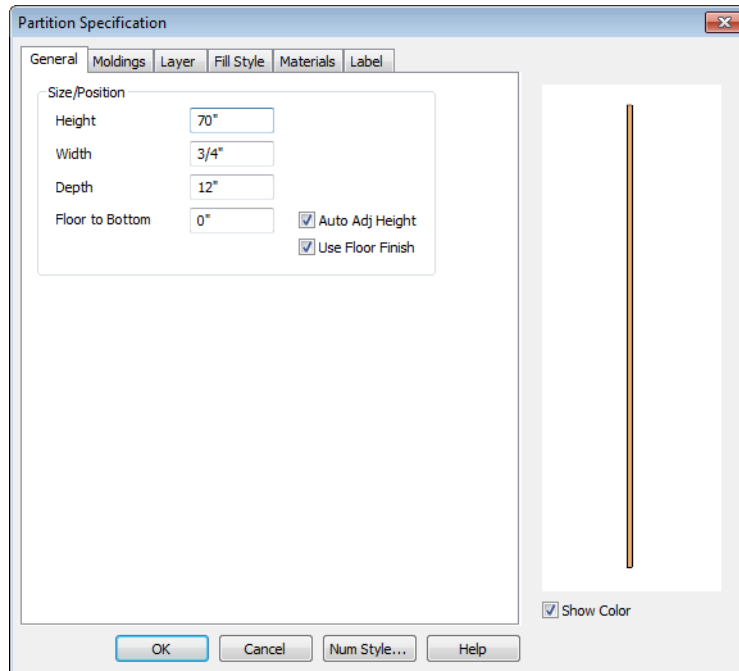 Partition Specification
General Moldings Layer Fill Style Materials Label
Size/Position
Height 70"
Width 3/4"
Depth 12"
Floor to Bottom 0" Auto Adj Height
Use Floor Finish
Show Color
OK Cancel Num Style... Help